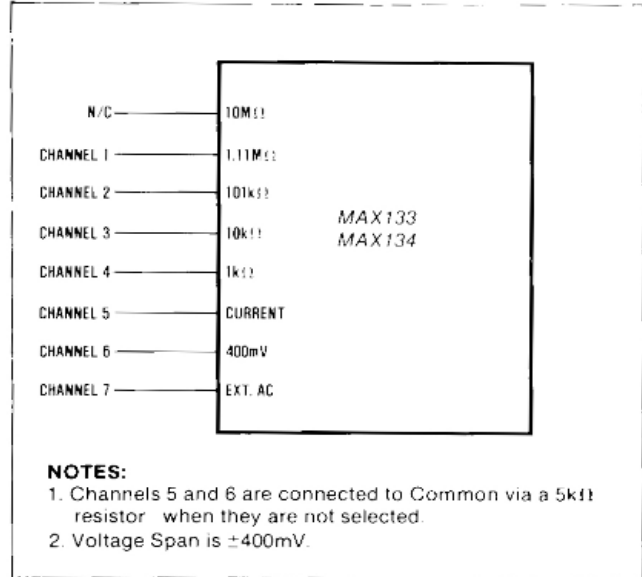 N/C 10MΩ
CHANNEL 1 1.11MΩ
CHANNEL 2 101kΩ
CHANNEL 3 10kΩ
CHANNEL 4 1kΩ
CHANNEL 5 CURRENT
CHANNEL 6 400mV
CHANNEL 7 EXT. AC
MAX133
MAX134
NOTES:
1. Channels 5 and 6 are connected to Common via a 5kΩ
resistor when they are not selected.
2. Voltage Span is ±400mV.